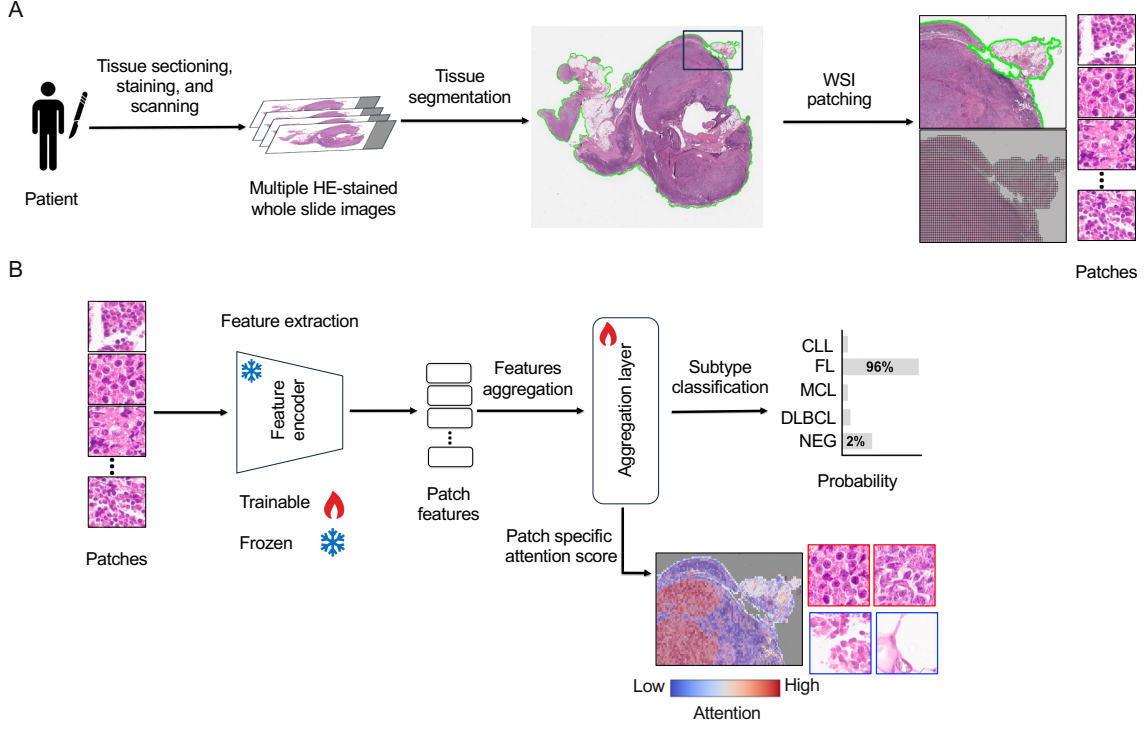 A
Tissue sectioning,
staining, and
scanning
Tissue
segmentation
WSI
patching
Patient
Multiple HE-stained
whole slide images
Patches
B
Feature extraction
Feature
encoder
Features
aggregation
Aggregation layer
Subtype
classification
CLL
FL
96%
MCL
DLBCL
NEG
2%
Probability
Trainable
Frozen
Patches
Patch
features
Patch specific
attention score
Low
High
Attention